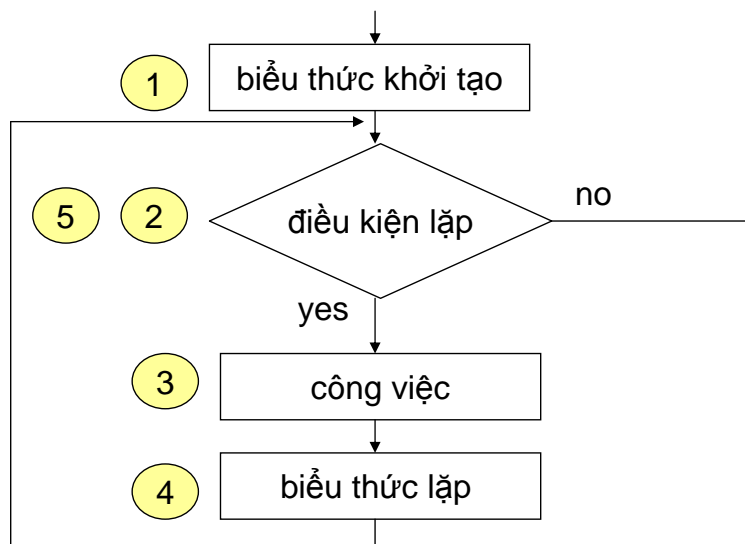 1
biểu thức khởi tạo
5
2
điều kiện lặp
no
yes
3
công việc
4
biểu thức lặp